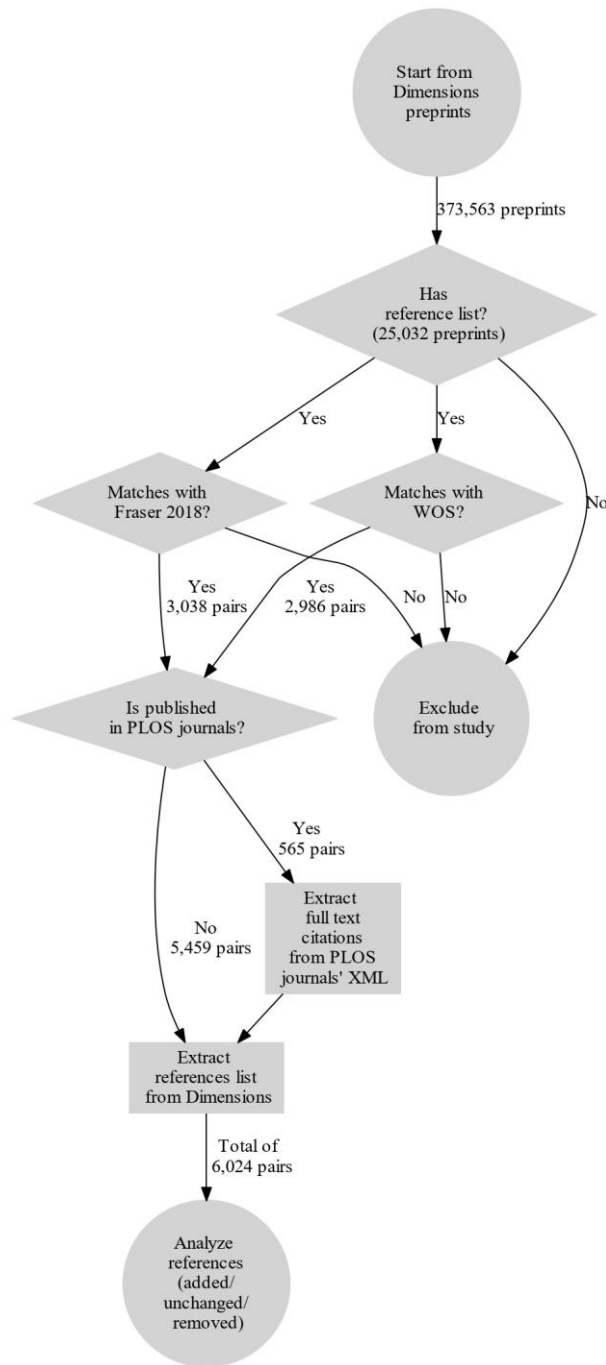 Start from
Dimensions
preprints
373,563 preprints
Has
reference list?
(25,032 preprints)
Yes
Yes
No
Matches with
Fraser 2018?
Matches with
WOS?
Yes
3,038 pairs
Yes
2,986 pairs
No
No
Is published
in PLOS journals?
Exclude
from study
Yes
565 pairs
No
5,459 pairs
Extract
full text
citations
from PLOS
journals' XML
Extract
references list
from Dimensions
Total of
6,024 pairs
Analyze
references
(added/
unchanged/
removed)